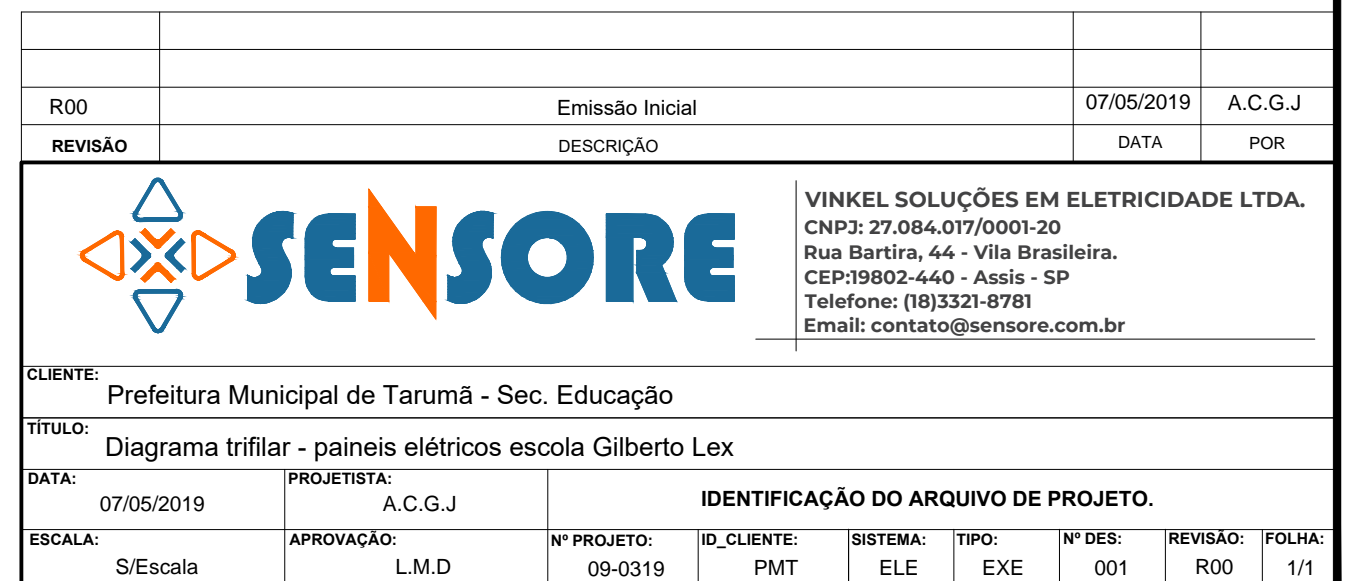 R00 Emissão Inicial 07/05/2019 A.C.G.J
REVISÃO DESCRIÇÃO DATA POR
SENSORE
VINKEL SOLUÇÕES EM ELETRICIDADE LTDA.
CNPJ: 27.084.017/0001-20
Rua Bartira, 44 - Vila Brasileira.
CEP:19802-440 - Assis - SP
Telefone: (18)3321-8781
Email: contato@sensore.com.br
CLIENTE:
Prefeitura Municipal de Tarumã - Sec. Educação
TÍTULO:
Diagrama trifilar - paineis elétricos escola Gilberto Lex
DATA: PROJETISTA:
07/05/2019 A.C.G.J IDENTIFICAÇÃO DO ARQUIVO DE PROJETO.
ESCALA: APROVAÇÃO: Nº PROJETO: ID_CLIENTE: SISTEMA: TIPO: Nº DES: REVISÃO: FOLHA:
S/Escala L.M.D 09-0319 PMT ELE EXE 001 R00 1/1